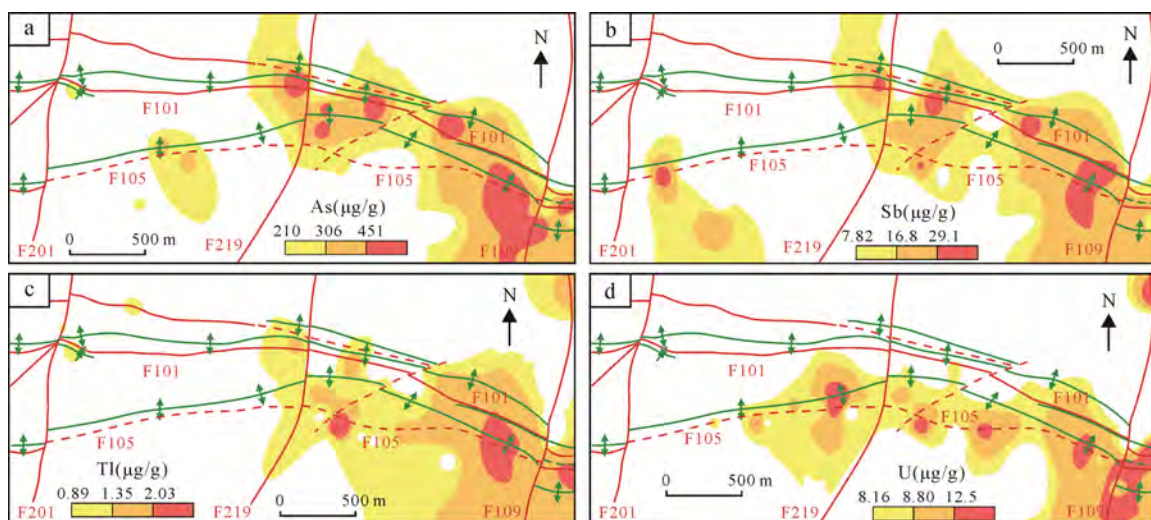 a
N
F101
F101
F105
F105
As(μg/g)
210 306 451
0 500 m
F201
F219
F109
b
0 500 m
N
F101
F101
F105
F105
Sb(μg/g)
7.82 16.8 29.1
F201
F219
F109
c
N
F101
F101
F105
F105
Tl(μg/g)
0.89 1.35 2.03
0 500 m
F201
F219
F109
d
N
F101
F101
F105
F105
0 500 m
U(μg/g)
8.16 8.80 12.5
F201
F219
F109